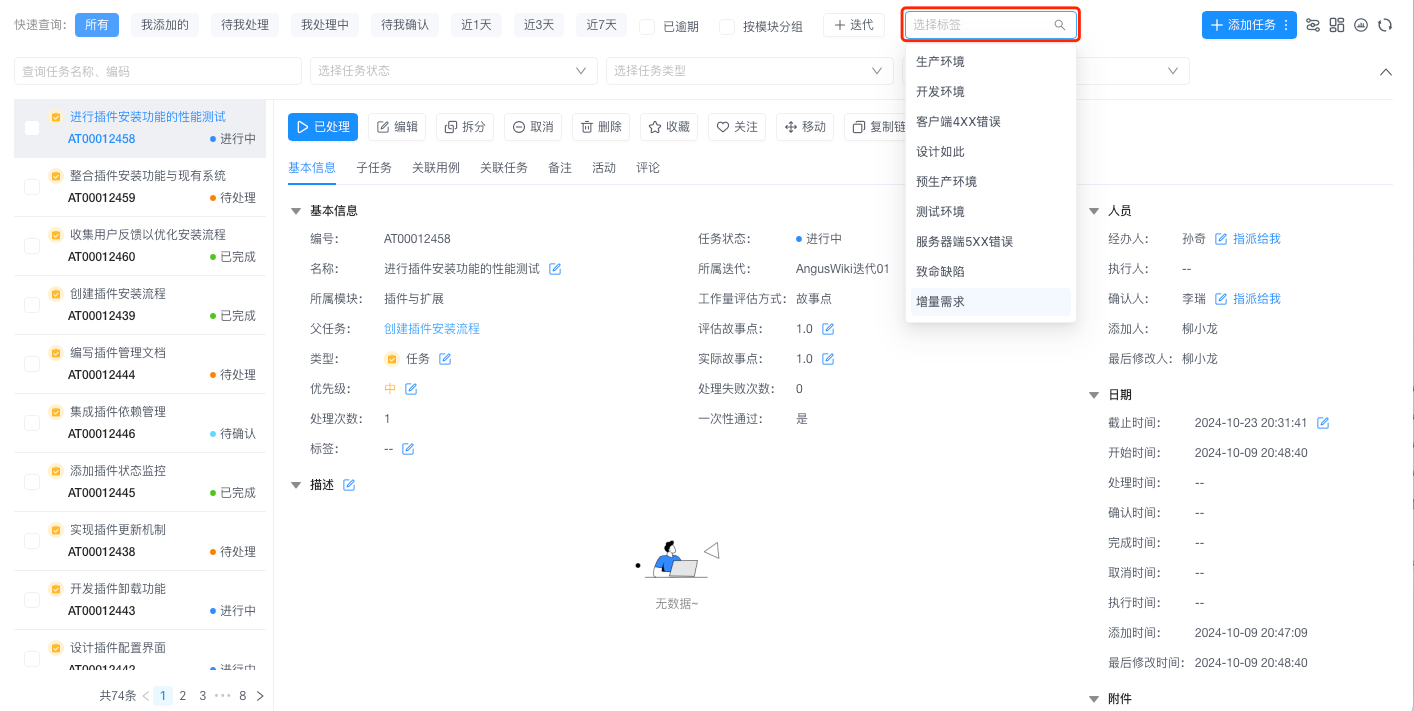 快速查询: 所有 我添加的 待我处理 我处理中 待我确认 近1天 近3天 近7天 已逾期 按模块分组 迭代 选择标签 添加任务
查询任务名称、编码 选择任务状态 选择任务类型
生产环境
开发环境
客户端4XX错误
设计如此
预生产环境
测试环境
服务器端5XX错误
致命缺陷
增量需求
进行插件安装功能的性能测试
AT00012458 进行中
整合插件安装功能与现有系统
AT00012459 待处理
收集用户反馈以优化安装流程
AT00012460 已完成
创建插件安装流程
AT00012439 已完成
编写插件管理文档
AT00012444 待处理
集成插件依赖管理
AT00012446 待确认
添加插件状态监控
AT00012445 已完成
实现插件更新机制
AT00012438 待处理
开发插件卸载功能
AT00012443 进行中
设计插件配置界面
AT00012442 进行中
共74条 1 2 3 ••• 8
已处理 编辑 拆分 取消 删除 收藏 关注 移动 复制链
基本信息 子任务 关联用例 关联任务 备注 活动 评论
基本信息
编号: AT00012458
名称: 进行插件安装功能的性能测试
所属模块: 插件与扩展
父任务: 创建插件安装流程
类型: 任务
优先级: 中
处理次数: 1
标签: --
任务状态: 进行中
所属迭代: AngusWiki迭代01
工作量评估方式: 故事点
评估故事点: 1.0
实际故事点: 1.0
处理失败次数: 0
一次性通过: 是
描述
无数据~
人员
经办人: 孙奇 指派给我
执行人: --
确认人: 李瑞 指派给我
添加人: 柳小龙
最后修改人: 柳小龙
日期
截止时间: 2024-10-23 20:31:41
开始时间: 2024-10-09 20:48:40
处理时间: --
确认时间: --
完成时间: --
取消时间: --
执行时间: --
添加时间: 2024-10-09 20:47:09
最后修改时间: 2024-10-09 20:48:40
附件